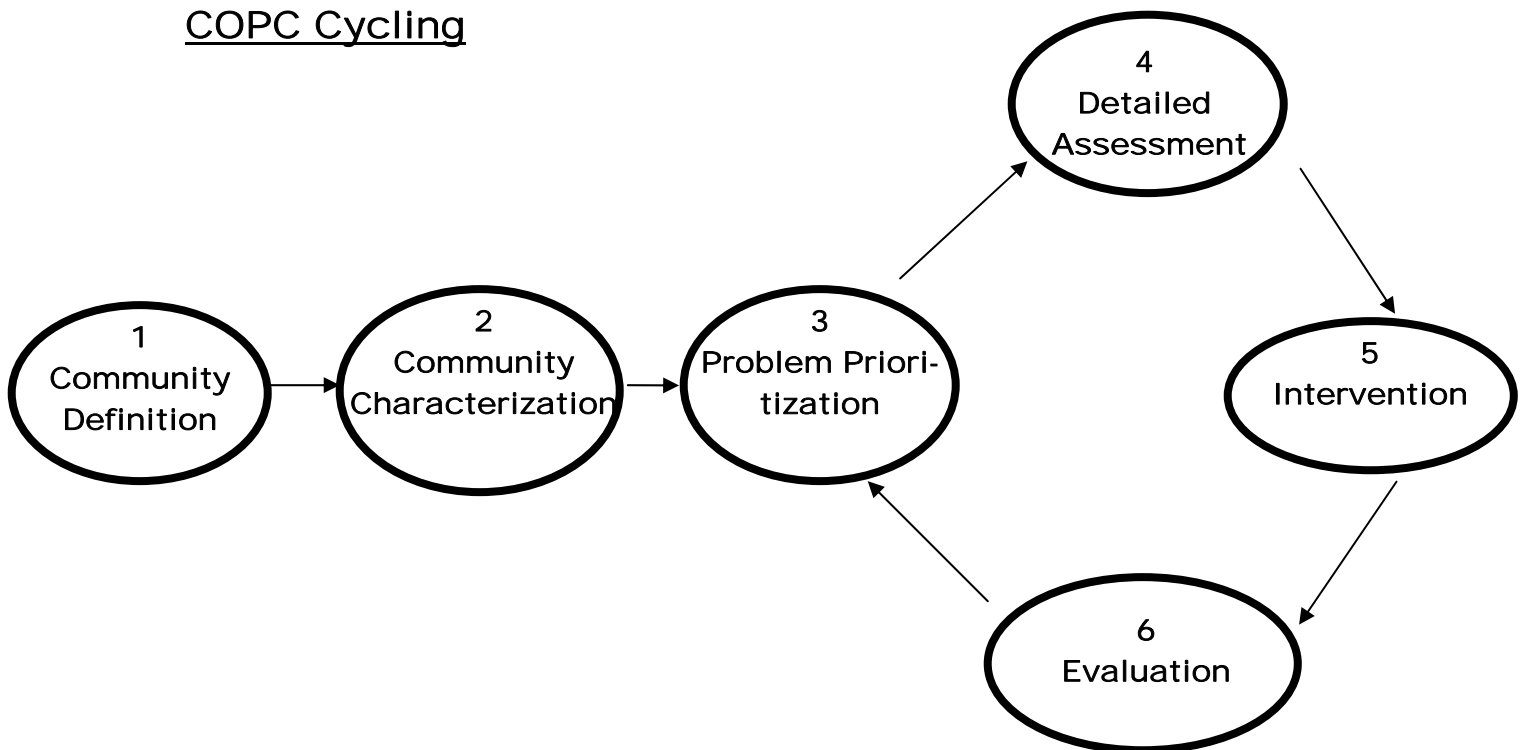 COPC Cycling
1
Community
Definition
2
Community
Characterization
3
Problem Priori-
tization
4
Detailed
Assessment
5
Intervention
6
Evaluation